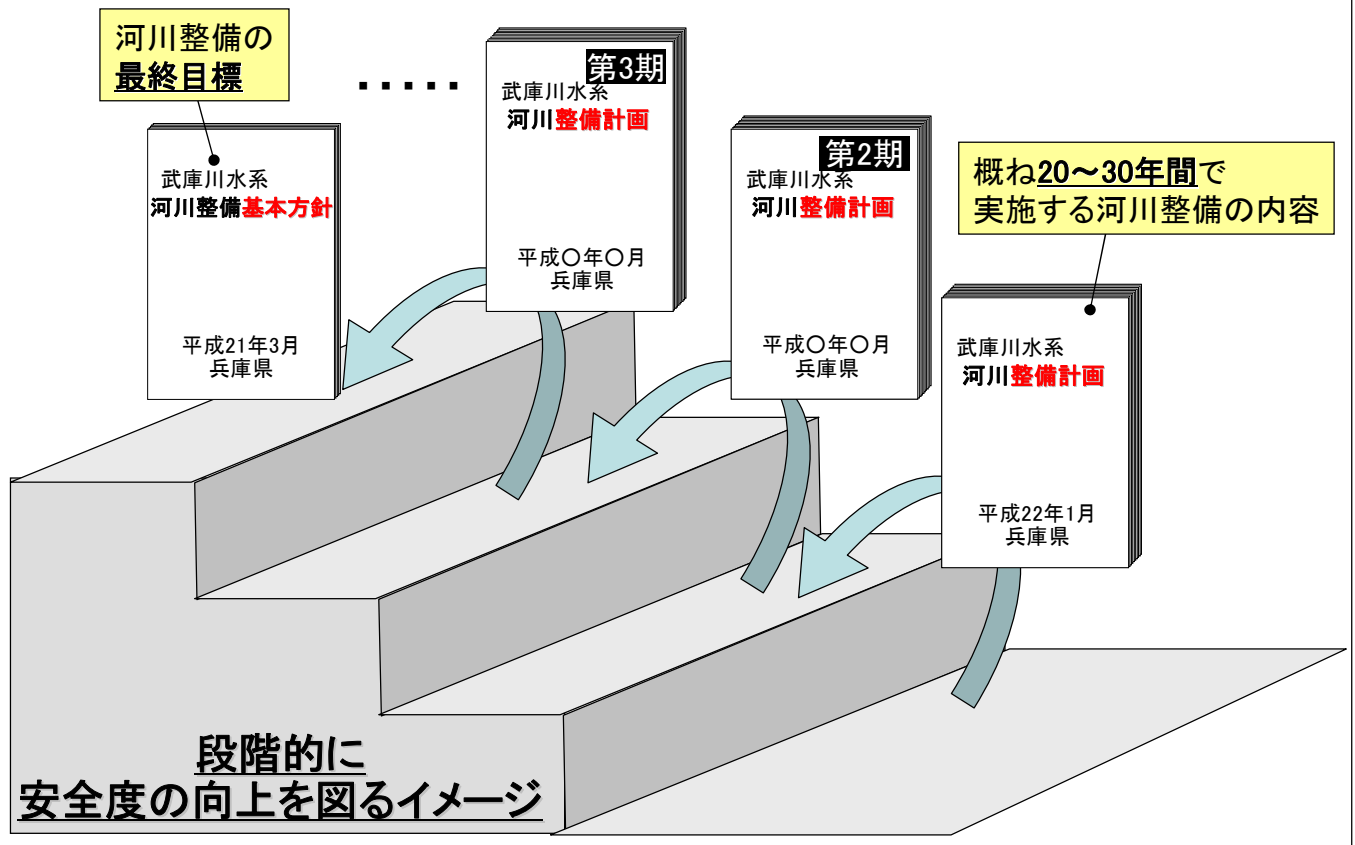 河川整備の
最終目標
・・・・・
武庫川水系
河川整備基本方針
平成21年3月
兵庫県
第3期
武庫川水系
河川整備計画
平成○年○月
兵庫県
第2期
武庫川水系
河川整備計画
平成○年○月
兵庫県
概ね20~30年間で
実施する河川整備の内容
武庫川水系
河川整備計画
平成22年1月
兵庫県
段階的に
安全度の向上を図るイメージ